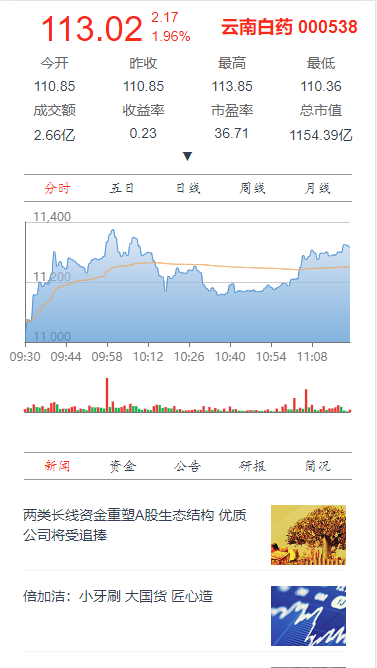 113.02 2.17 1.96% 云南白药 000538
今开 昨收 最高 最低
110.85 110.85 113.85 110.36
成交额 收益率 市盈率 总市值
2.66亿 0.23 36.71 1154.39亿
▼
分时 五日 日线 周线 月线
11,400
11,200
11,000
09:30 09:44 09:58 10:12 10:26 10:40 10:54 11:08
新闻 资金 公告 研报 简况
两类长线资金重塑A股生态结构 优质
公司将受追捧
倍加洁：小牙刷 大国货 匠心造